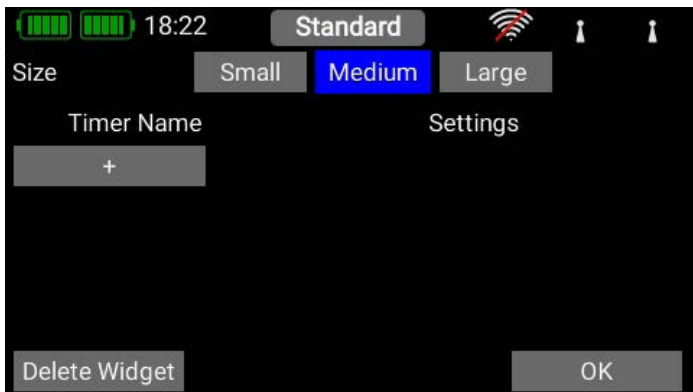 18:22 Standard
Size Small Medium Large
Timer Name Settings
+
Delete Widget OK